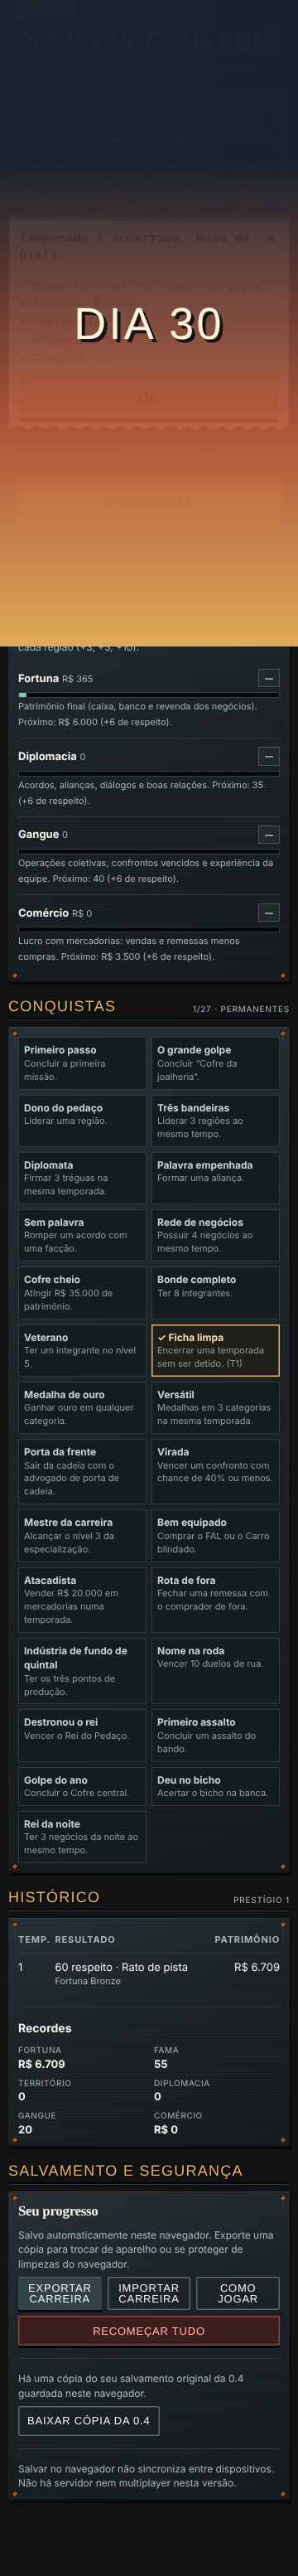 QUEM É VOCÊ NA RUA?
Temporada 1 encerrada: Rato de
pista.
×
DIA 30
OK
cada região (+3, +5, +10).
Fortuna R$ 365
—
Patrimônio final (caixa, banco e revenda dos negócios).
Próximo: R$ 6.000 (+6 de respeito).
Diplomacia 0
—
Acordos, alianças, diálogos e boas relações. Próximo: 35
(+6 de respeito).
Gangue 0
—
Operações coletivas, confrontos vencidos e experiência da
equipe. Próximo: 40 (+6 de respeito).
Comércio R$ 0
—
Lucro com mercadorias: vendas e remessas menos
compras. Próximo: R$ 3.500 (+6 de respeito).
CONQUISTAS
1/27 · PERMANENTES
Primeiro passo
Concluir a primeira
missão.
O grande golpe
Concluir “Cofre da
joalheria”.
Dono do pedaço
Liderar uma região.
Três bandeiras
Liderar 3 regiões ao
mesmo tempo.
Diplomata
Firmar 3 tréguas na
mesma temporada.
Palavra empenhada
Formar uma aliança.
Sem palavra
Romper um acordo com
uma facção.
Rede de negócios
Possuir 4 negócios ao
mesmo tempo.
Cofre cheio
Atingir R$ 35.000 de
patrimônio.
Bonde completo
Ter 8 integrantes.
Veterano
Ter um integrante no nível
5.
✓ Ficha limpa
Encerrar uma temporada
sem ser detido. (T1)
Medalha de ouro
Ganhar ouro em qualquer
categoria.
Versátil
Medalhas em 3 categorias
na mesma temporada.
Porta da frente
Sair da cadeia com o
advogado de porta de
cadeia.
Virada
Vencer um confronto com
chance de 40% ou menos.
Mestre da carreira
Alcançar o nível 3 da
especialização.
Bem equipado
Comprar o FAL ou o Carro
blindado.
Atacadista
Vender R$ 20.000 em
mercadorias numa
temporada.
Rota de fora
Fechar uma remessa com
o comprador de fora.
Indústria de fundo de
quintal
Ter os três pontos de
produção.
Nome na roda
Vencer 10 duelos de rua.
Destronou o rei
Vencer o Rei do Pedaço.
Primeiro assalto
Concluir um assalto do
bando.
Golpe do ano
Concluir o Cofre central.
Deu no bicho
Acertar o bicho na banca.
Rei da noite
Ter 3 negócios da noite ao
mesmo tempo.
HISTÓRICO
PRESTÍGIO 1
TEMP. RESULTADO PATRIMÔNIO
1 60 respeito · Rato de pista R$ 6.709
Fortuna Bronze
Recordes
FORTUNA
R$ 6.709
FAMA
55
TERRITÓRIO
0
DIPLOMACIA
0
GANGUE
20
COMÉRCIO
R$ 0
SALVAMENTO E SEGURANÇA
Seu progresso
Salvo automaticamente neste navegador. Exporte uma
cópia para trocar de aparelho ou se proteger de
limpezas do navegador.
EXPORTAR
CARREIRA
IMPORTAR
CARREIRA
COMO
JOGAR
RECOMEÇAR TUDO
Há uma cópia do seu salvamento original da 0.4
guardada neste navegador.
BAIXAR CÓPIA DA 0.4
Salvar no navegador não sincroniza entre dispositivos.
Não há servidor nem multiplayer nesta versão.